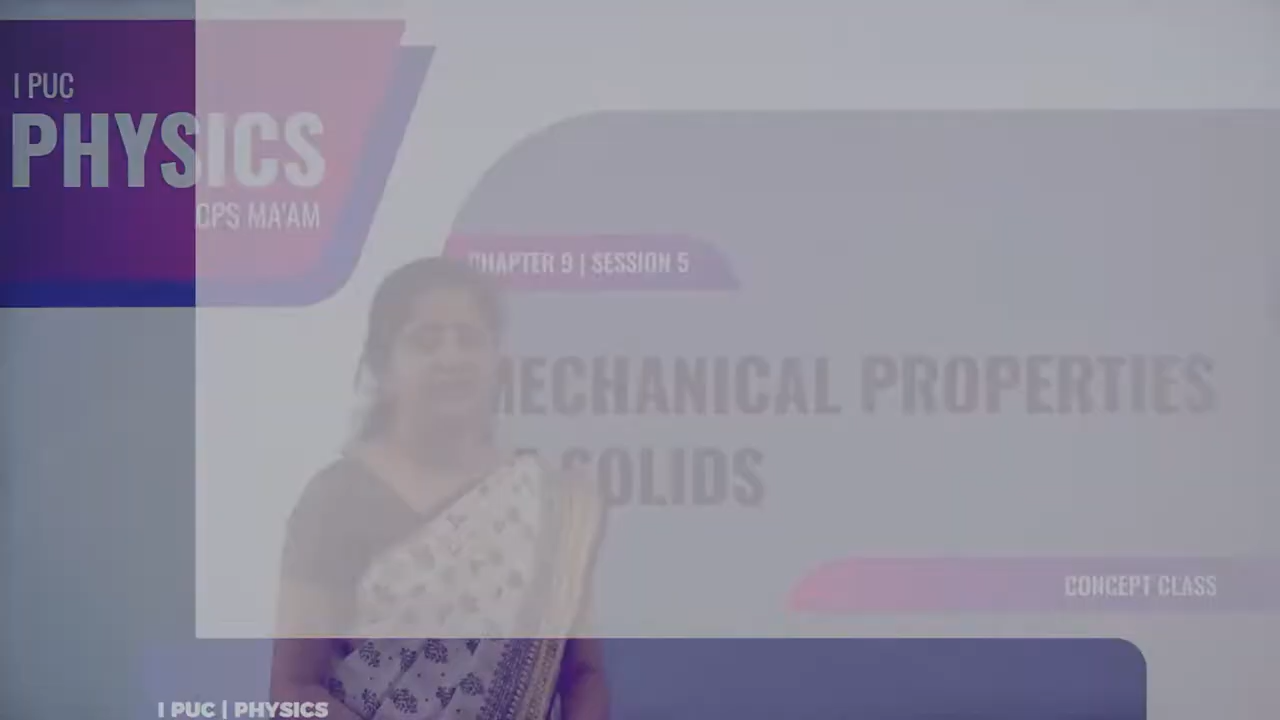 I PUC
PHYSICS
CPS MA'AM
CHAPTER 9 | SESSION 5
MECHANICAL PROPERTIES
SOLIDS
CONCEPT CLASS
I PUC | PHYSICS